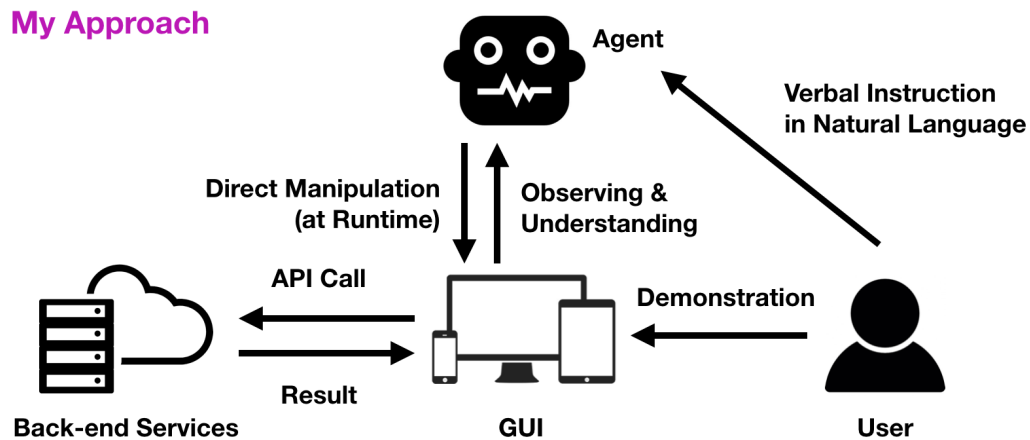 My Approach
Agent
Verbal Instruction
in Natural Language
Direct Manipulation
(at Runtime)
Observing &
Understanding
API Call
Demonstration
Result
Back-end Services
GUI
User